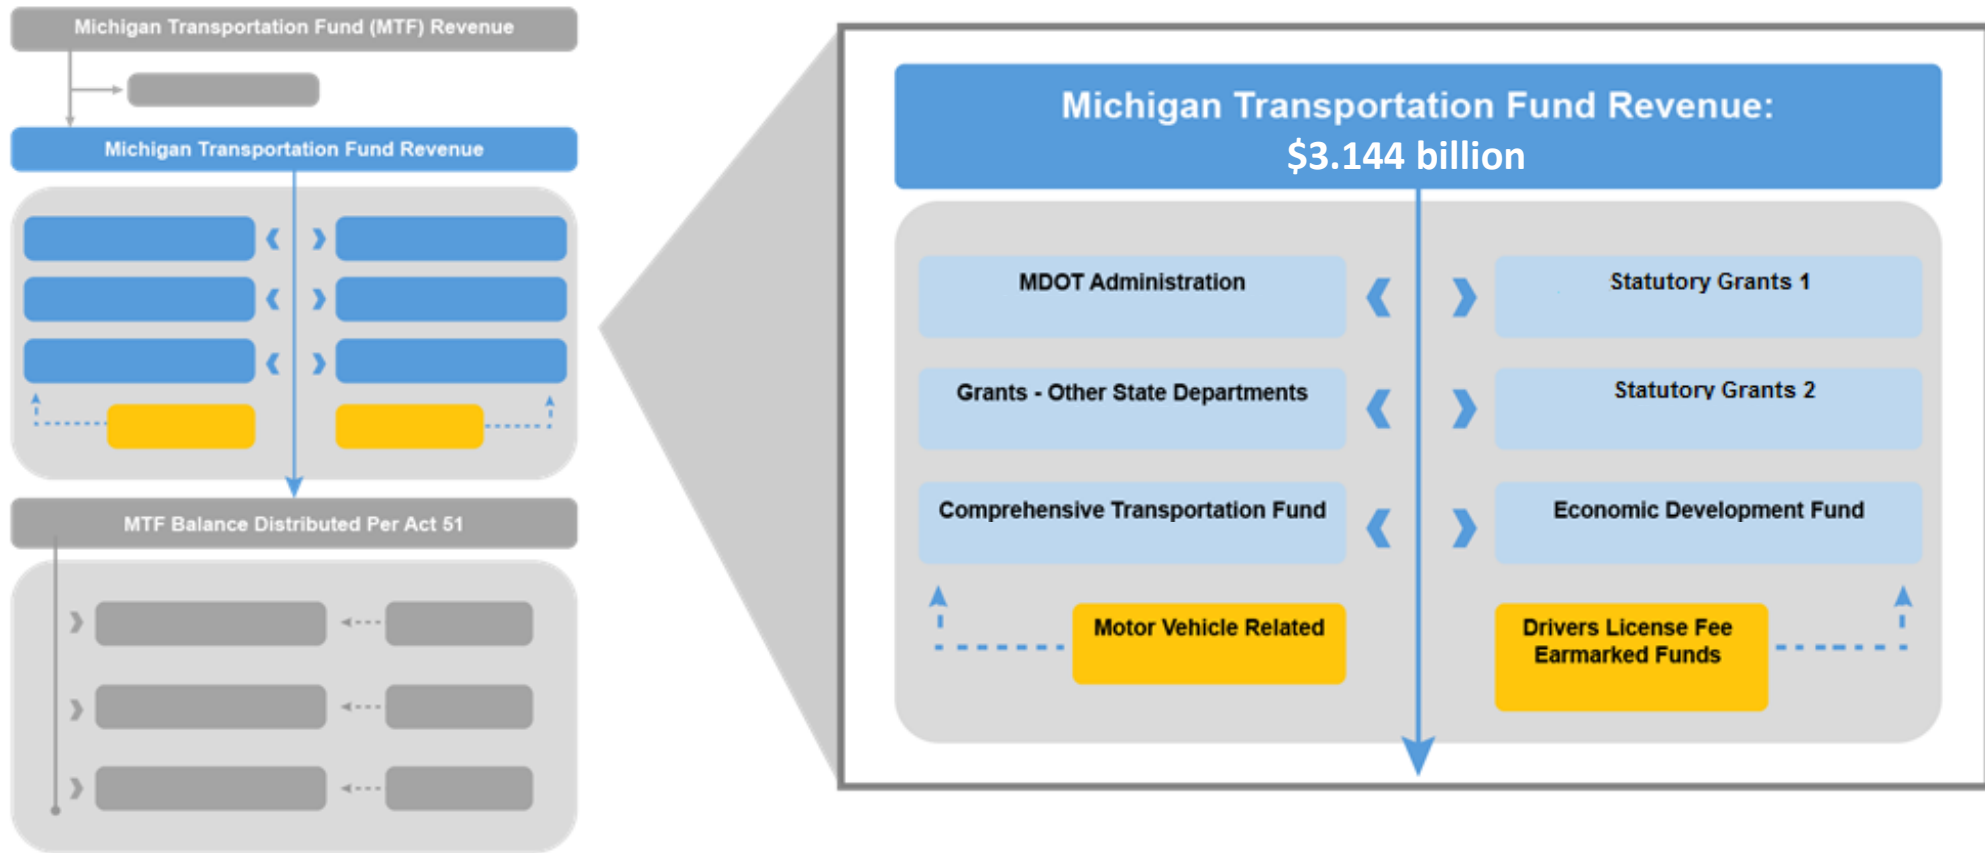 Michigan Transportation Fund (MTF) Revenue
Michigan Transportation Fund Revenue
MTF Balance Distributed Per Act 51
Michigan Transportation Fund Revenue:
$3.144 billion
MDOT Administration
Statutory Grants 1
Grants - Other State Departments
Statutory Grants 2
Comprehensive Transportation Fund
Economic Development Fund
Motor Vehicle Related
Drivers License Fee
Earmarked Funds